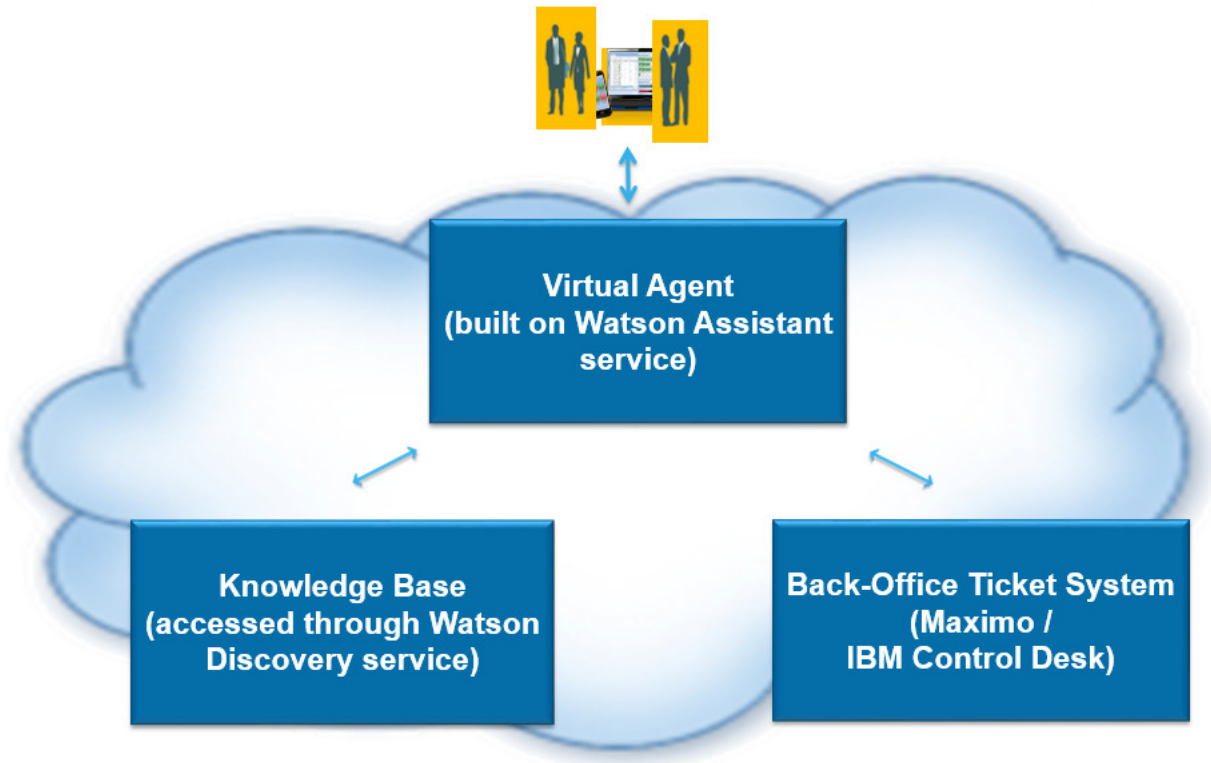 Virtual Agent
(built on Watson Assistant
service)
Knowledge Base
(accessed through Watson
Discovery service)
Back-Office Ticket System
(Maximo /
IBM Control Desk)